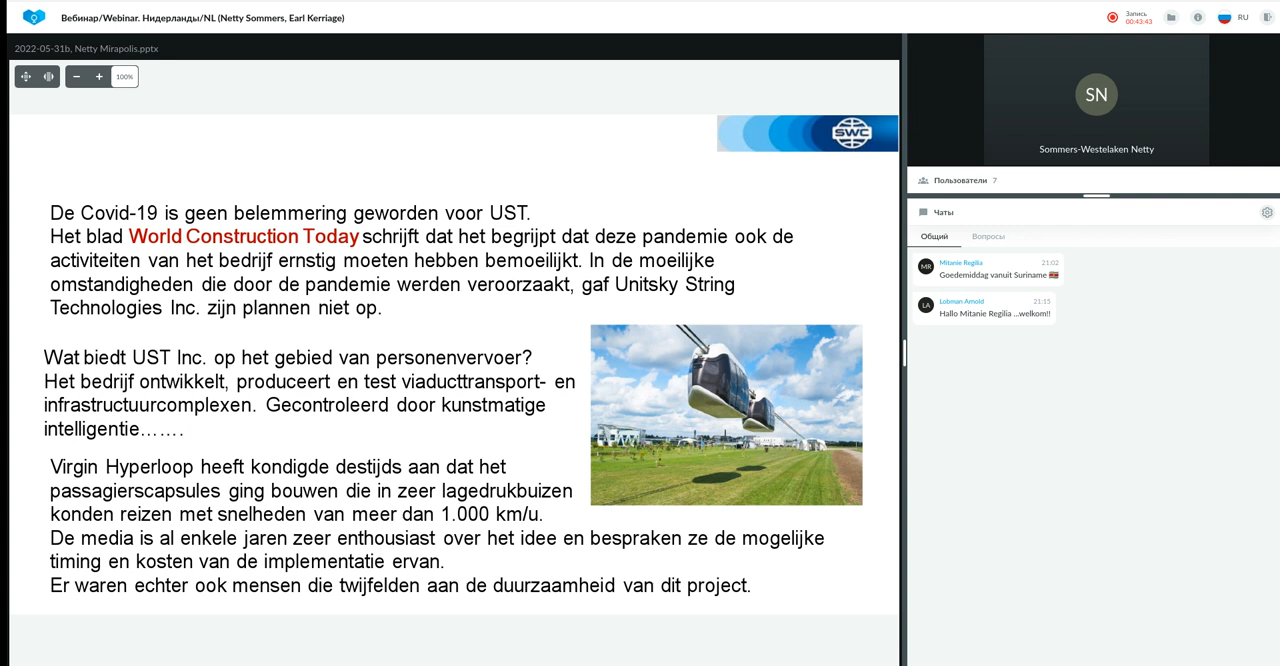 Вебинар/Webinar. Нидерланды/NL (Netty Sommers, Earl Kerriage)
Запись
00:43:43
RU
2022-05-31b, Netty Mirapolis.pptx
100%
SWC
De Covid-19 is geen belemmering geworden voor UST.
Het blad World Construction Today schrijft dat het begrijpt dat deze pandemie ook de
activiteiten van het bedrijf ernstig moeten hebben bemoeilijkt. In de moeilijke
omstandigheden die door de pandemie werden veroorzaakt, gaf Unitsky String
Technologies Inc. zijn plannen niet op.
Wat biedt UST Inc. op het gebied van personenvervoer?
Het bedrijf ontwikkelt, produceert en test viaducttransport- en
infrastructuurcomplexen. Gecontroleerd door kunstmatige
intelligentie…….
Virgin Hyperloop heeft kondigde destijds aan dat het
passagierscapsules ging bouwen die in zeer lagedrukbuizen
konden reizen met snelheden van meer dan 1.000 km/u.
De media is al enkele jaren zeer enthousiast over het idee en bespraken ze de mogelijke
timing en kosten van de implementatie ervan.
Er waren echter ook mensen die twijfelden aan de duurzaamheid van dit project.
SN
Sommers-Westelaken Netty
Пользователи 7
Чаты
Общий
Вопросы
MR
Mitanie Regilia
21:02
Goedemiddag vanuit Suriname 🇸🇷
LA
Lobman Arnold
21:15
Hallo Mitanie Regilia ...welkom!!